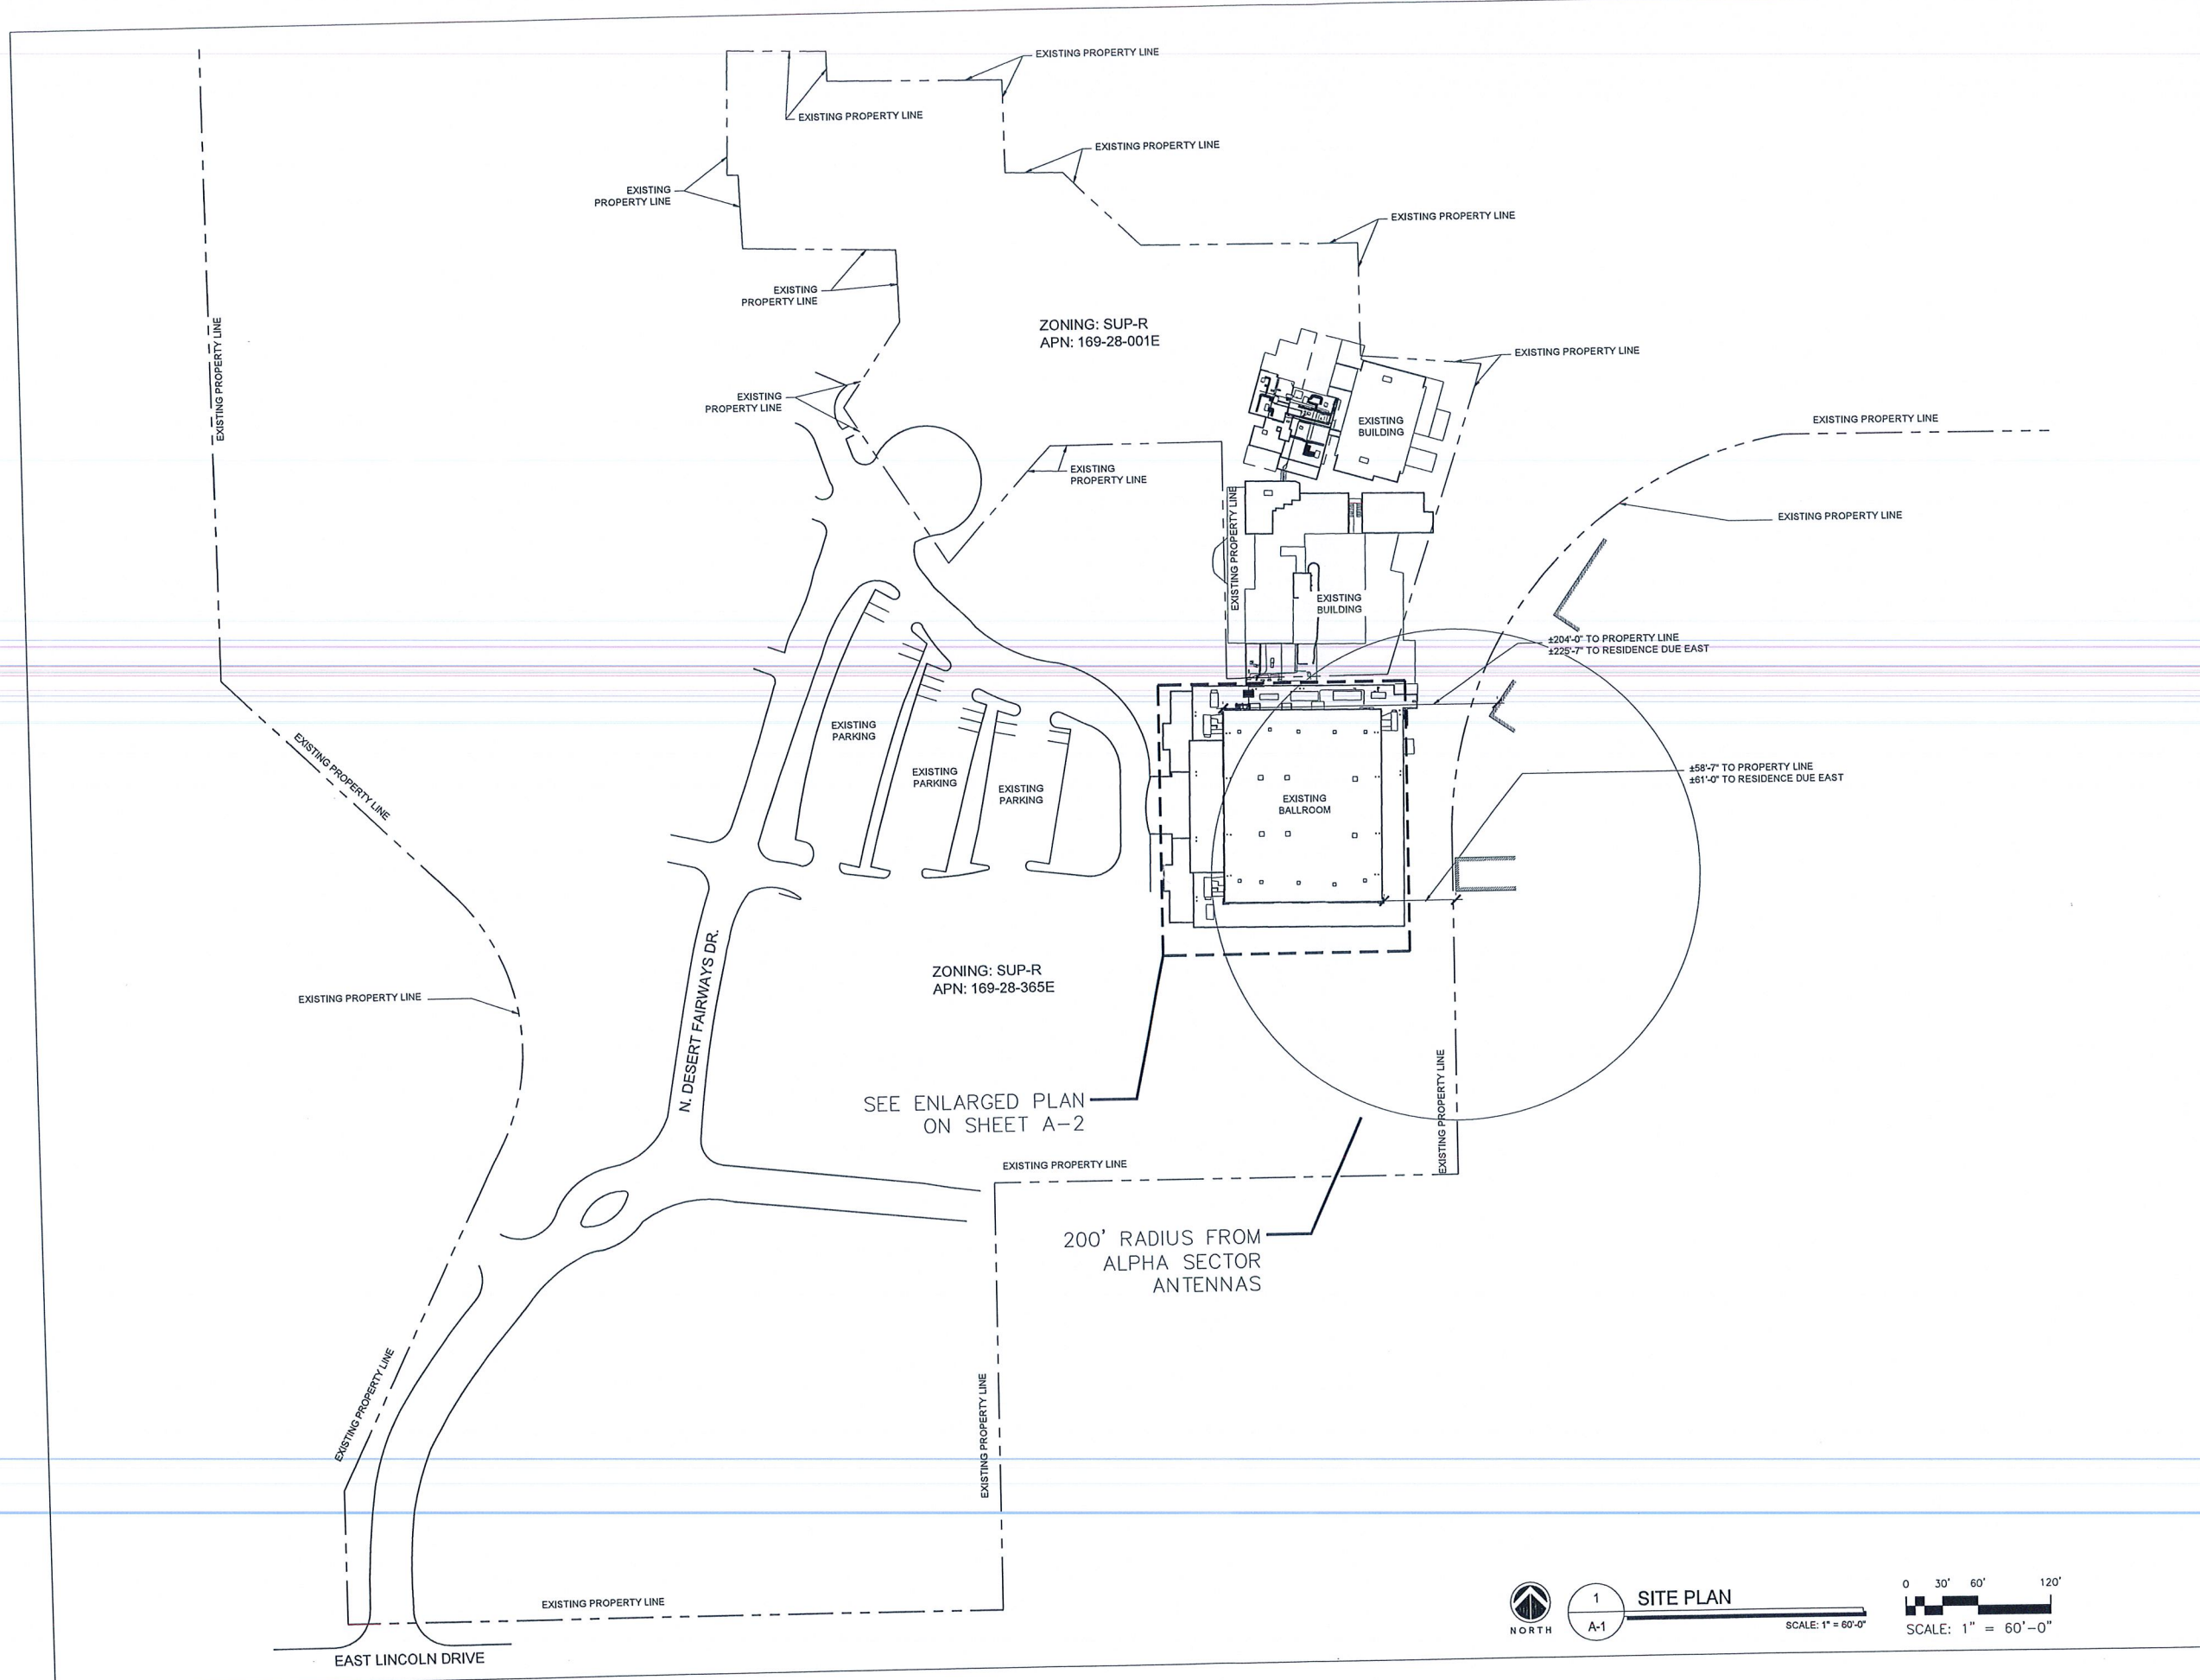 EXISTING PROPERTY LINE
EXISTING PROPERTY LINE
EXISTING PROPERTY LINE
EXISTING
PROPERTY LINE
EXISTING PROPERTY LINE
EXISTING
PROPERTY LINE
ZONING: SUP-R
APN: 169-28-001E
EXISTING PROPERTY LINE
EXISTING PROPERTY LINE
EXISTING
PROPERTY LINE
EXISTING
BUILDING
EXISTING PROPERTY LINE
EXISTING
PROPERTY LINE
EXISTING PROPERTY LINE
EXISTING PROPERTY LINE
EXISTING
BUILDING
±204'-0" TO PROPERTY LINE
±225'-7" TO RESIDENCE DUE EAST
EXISTING PROPERTY LINE
EXISTING
PARKING
EXISTING
PARKING
EXISTING
PARKING
EXISTING
BALLROOM
±58'-7" TO PROPERTY LINE
±61'-0" TO RESIDENCE DUE EAST
ZONING: SUP-R
APN: 169-28-365E
EXISTING PROPERTY LINE
N. DESERT FAIRWAYS DR.
SEE ENLARGED PLAN
ON SHEET A-2
EXISTING PROPERTY LINE
EXISTING PROPERTY LINE
200' RADIUS FROM
ALPHA SECTOR
ANTENNAS
EXISTING PROPERTY LINE
EXISTING PROPERTY LINE
EXISTING PROPERTY LINE
EAST LINCOLN DRIVE
NORTH
1
A-1
SITE PLAN
SCALE: 1" = 60'-0"
0 30' 60' 120'
SCALE: 1" = 60'-0"